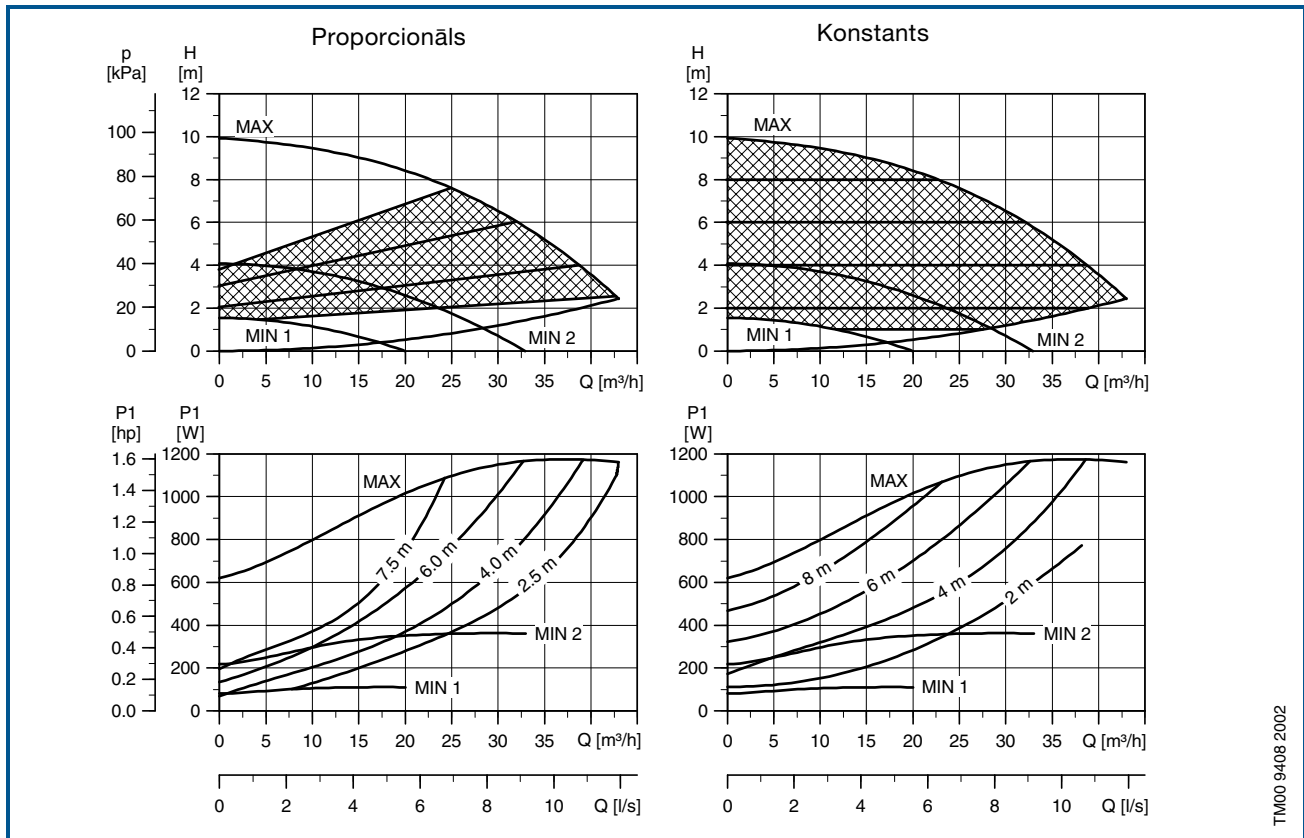 Proporcionāls
Konstants
p
[kPa]
H
[m]
H
[m]
12
10
8
6
4
2
0
100
80
60
40
20
0
MAX
MIN 1
MIN 2
0 5 10 15 20 25 30 35 Q [m³/h]
12
10
8
6
4
2
0
MAX
MIN 1
MIN 2
0 5 10 15 20 25 30 35 Q [m³/h]
P1
[hp]
P1
[W]
P1
[W]
1.6
1.4
1.2
1.0
0.8
0.6
0.4
0.2
0.0
1200
1000
800
600
400
200
0
MAX
7.5 m
6.0 m
4.0 m
2.5 m
MIN 2
MIN 1
0 5 10 15 20 25 30 35 Q [m³/h]
0 2 4 6 8 10 Q [l/s]
1200
1000
800
600
400
200
0
MAX
8 m
6 m
4 m
2 m
MIN 2
MIN 1
0 5 10 15 20 25 30 35 Q [m³/h]
0 2 4 6 8 10 Q [l/s]
TM00 9408 2002